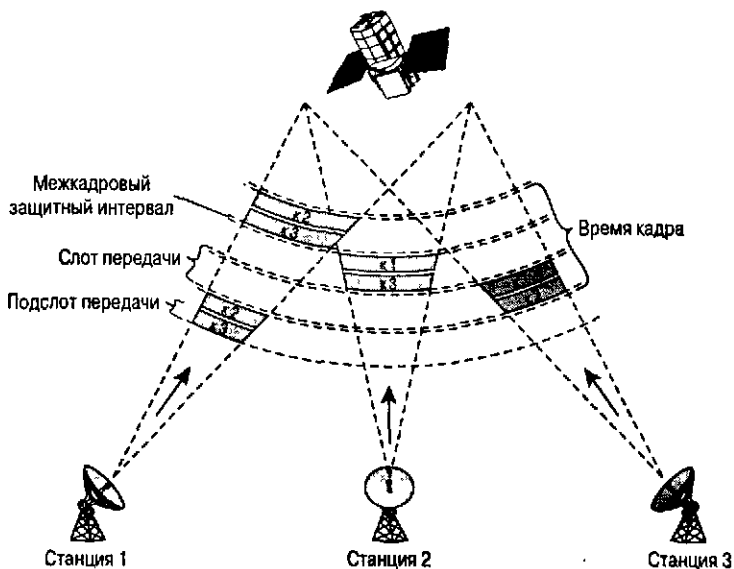 Межкадровый
защитный интервал
к2
к3
Слот передачи
к1
к3
Время кадра
Подслот передачи
к2
к3
Станция 1
Станция 2
Станция 3